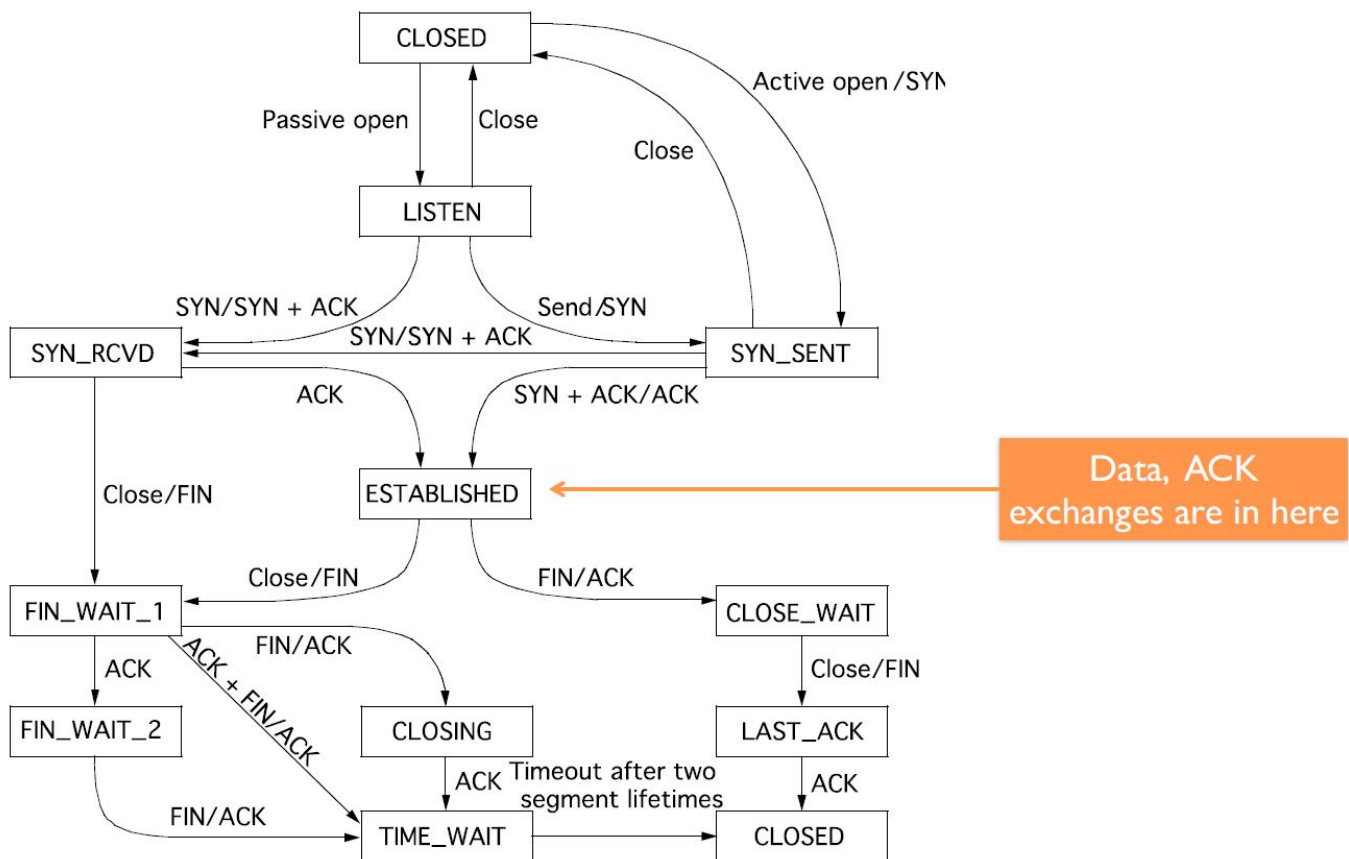 CLOSED
Active open /SYN
Passive open
Close
Close
LISTEN
SYN/SYN + ACK
Send/SYN
SYN/SYN + ACK
SYN_RCVD
SYN_SENT
ACK
SYN + ACK/ACK
Data, ACK
exchanges are in here
ESTABLISHED
Close/FIN
Close/FIN
FIN/ACK
FIN_WAIT_1
CLOSE_WAIT
FIN/ACK
ACK
ACK + FIN/ACK
Close/FIN
FIN_WAIT_2
CLOSING
LAST_ACK
ACK
Timeout after two
segment lifetimes
ACK
FIN/ACK
TIME_WAIT
CLOSED